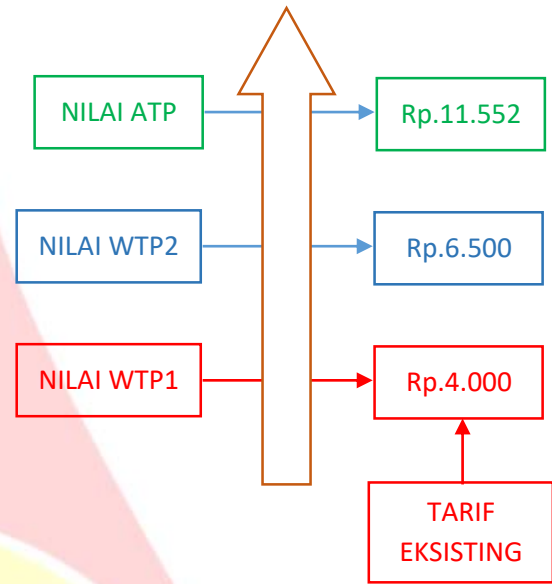 NILAI ATP
Rp.11.552
NILAI WTP2
Rp.6.500
NILAI WTP1
Rp.4.000
TARIF
EKSISTING